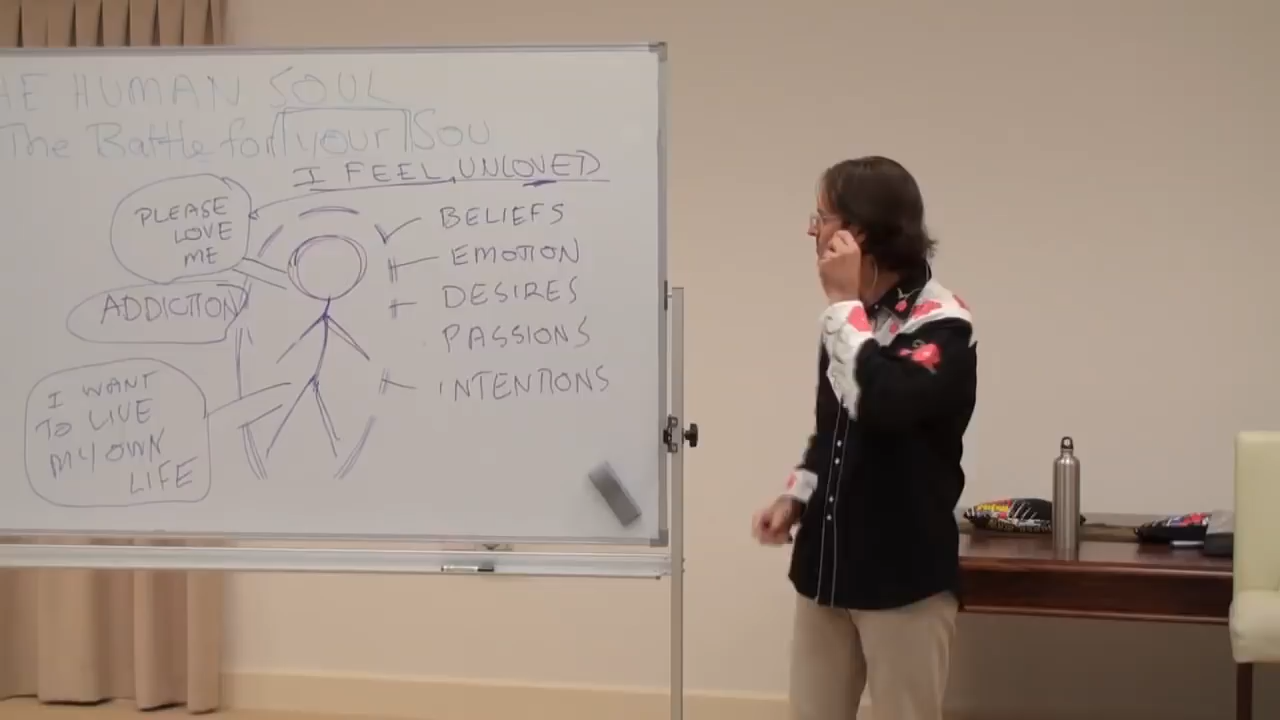 HE HUMAN SOUL
The Battle for your Sou
I FEEL UNLOVED
PLEASE
LOVE
ME
ADDICTION
I WANT
TO LIVE
MY OWN
LIFE
BELIEFS
EMOTION
DESIRES
PASSIONS
INTENTIONS